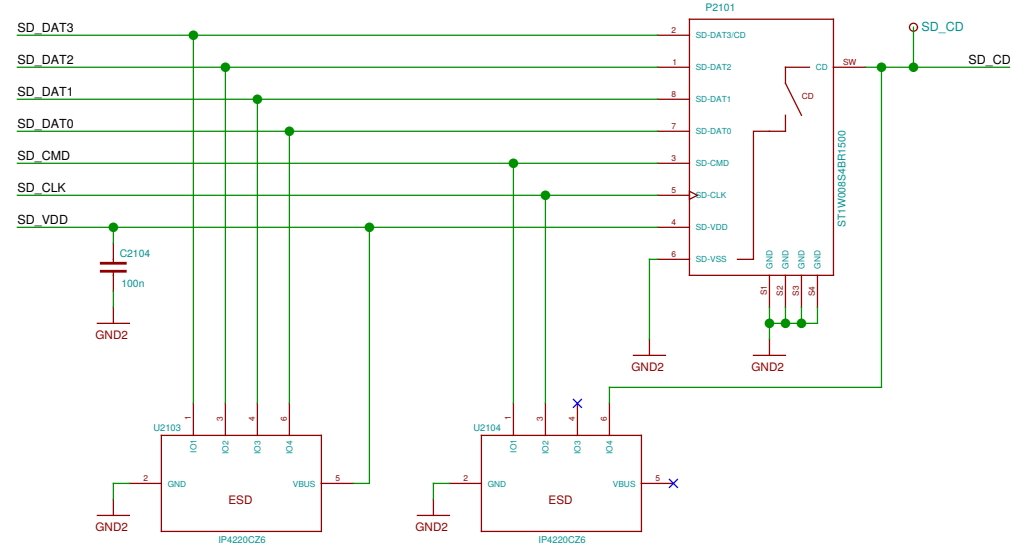 P2101
SD_DAT3 2 SD-DAT3/CD SD_CD
SD_DAT2 1 SD-DAT2 CD SW SD_CD
SD_DAT1 8 SD-DAT1 CD
SD_DAT0 7 SD-DAT0
SD_CMD 3 SD-CMD
SD_CLK 5 SD-CLK
SD_VDD 4 SD-VDD
6 SD-VSS
ST1W008S4BR1500
GND GND GND GND
S1 S2 S3 S4
C2104
100n
GND2
GND2 GND2
U2103 1 3 4 6
IO1 IO2 IO3 IO4
2 GND VBUS 5
ESD
GND2
IP4220CZ6
U2104 1 3 4 6
IO1 IO2 IO3 IO4
2 GND VBUS 5
ESD
GND2
IP4220CZ6